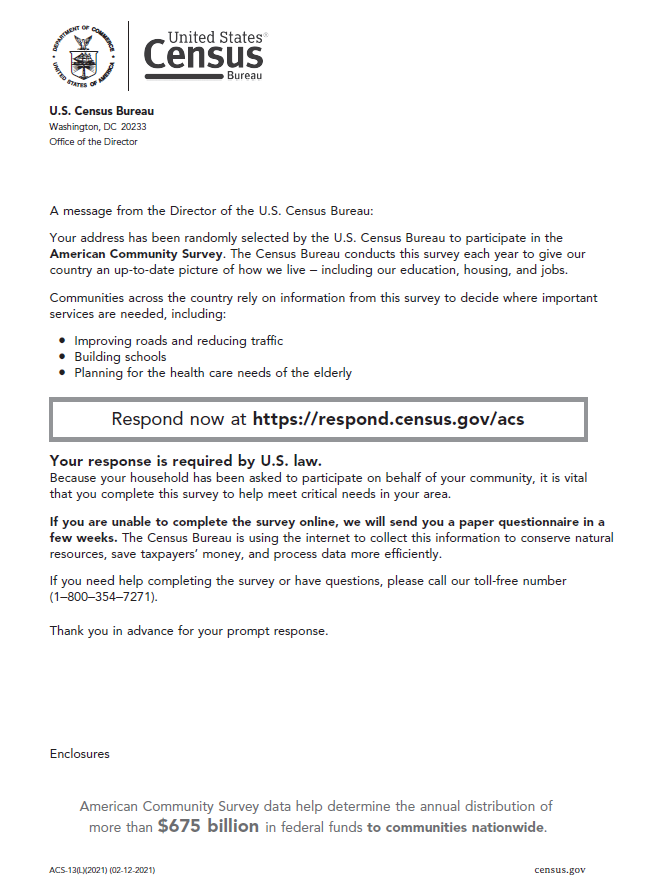 DEPARTMENT OF COMMERCE
UNITED STATES OF AMERICA
United States®
Census
Bureau
U.S. Census Bureau
Washington, DC 20233
Office of the Director
A message from the Director of the U.S. Census Bureau:
Your address has been randomly selected by the U.S. Census Bureau to participate in the
American Community Survey. The Census Bureau conducts this survey each year to give our
country an up-to-date picture of how we live – including our education, housing, and jobs.
Communities across the country rely on information from this survey to decide where important
services are needed, including:
• Improving roads and reducing traffic
• Building schools
• Planning for the health care needs of the elderly
Respond now at https://respond.census.gov/acs
Your response is required by U.S. law.
Because your household has been asked to participate on behalf of your community, it is vital
that you complete this survey to help meet critical needs in your area.
If you are unable to complete the survey online, we will send you a paper questionnaire in a
few weeks. The Census Bureau is using the internet to collect this information to conserve natural
resources, save taxpayers’ money, and process data more efficiently.
If you need help completing the survey or have questions, please call our toll-free number
(1–800–354–7271).
Thank you in advance for your prompt response.
Enclosures
American Community Survey data help determine the annual distribution of
more than $675 billion in federal funds to communities nationwide.
ACS-13(L)(2021) (02-12-2021)
census.gov